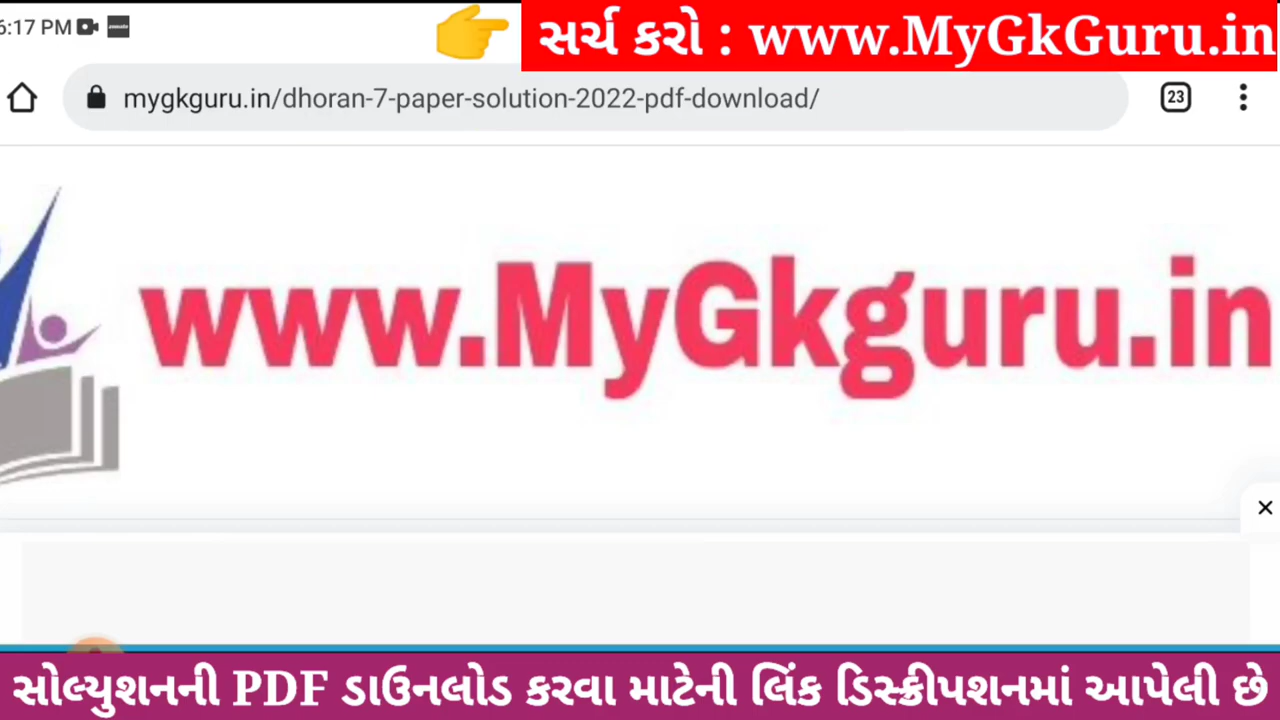 6:17 PM
👉 સર્ચ કરો : www.MyGkGuru.in
mygkguru.in/dhoran-7-paper-solution-2022-pdf-download/
23
www.MyGkguru.in
સોલ્યુશનની PDF ડાઉનલોડ કરવા માટેની લિંક ડિસ્ક્રીપશનમાં આપેલી છે